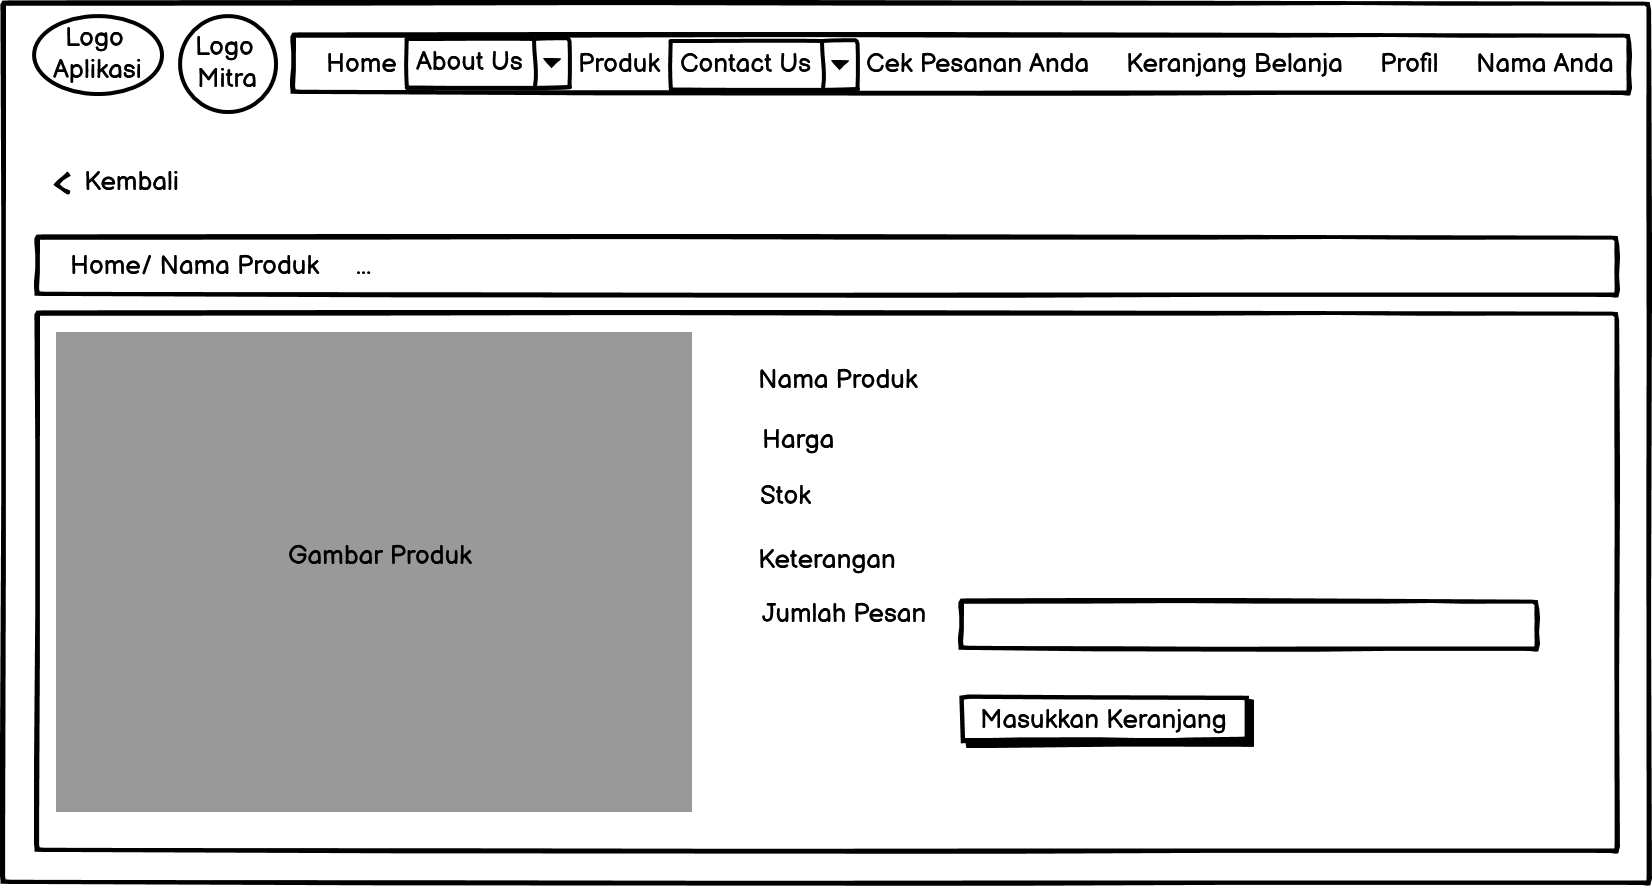 Logo
Aplikasi
Logo
Mitra
Home About Us Produk Contact Us Cek Pesanan Anda Keranjang Belanja Profil Nama Anda
Kembali
Home/ Nama Produk ...
Gambar Produk
Nama Produk
Harga
Stok
Keterangan
Jumlah Pesan
Masukkan Keranjang